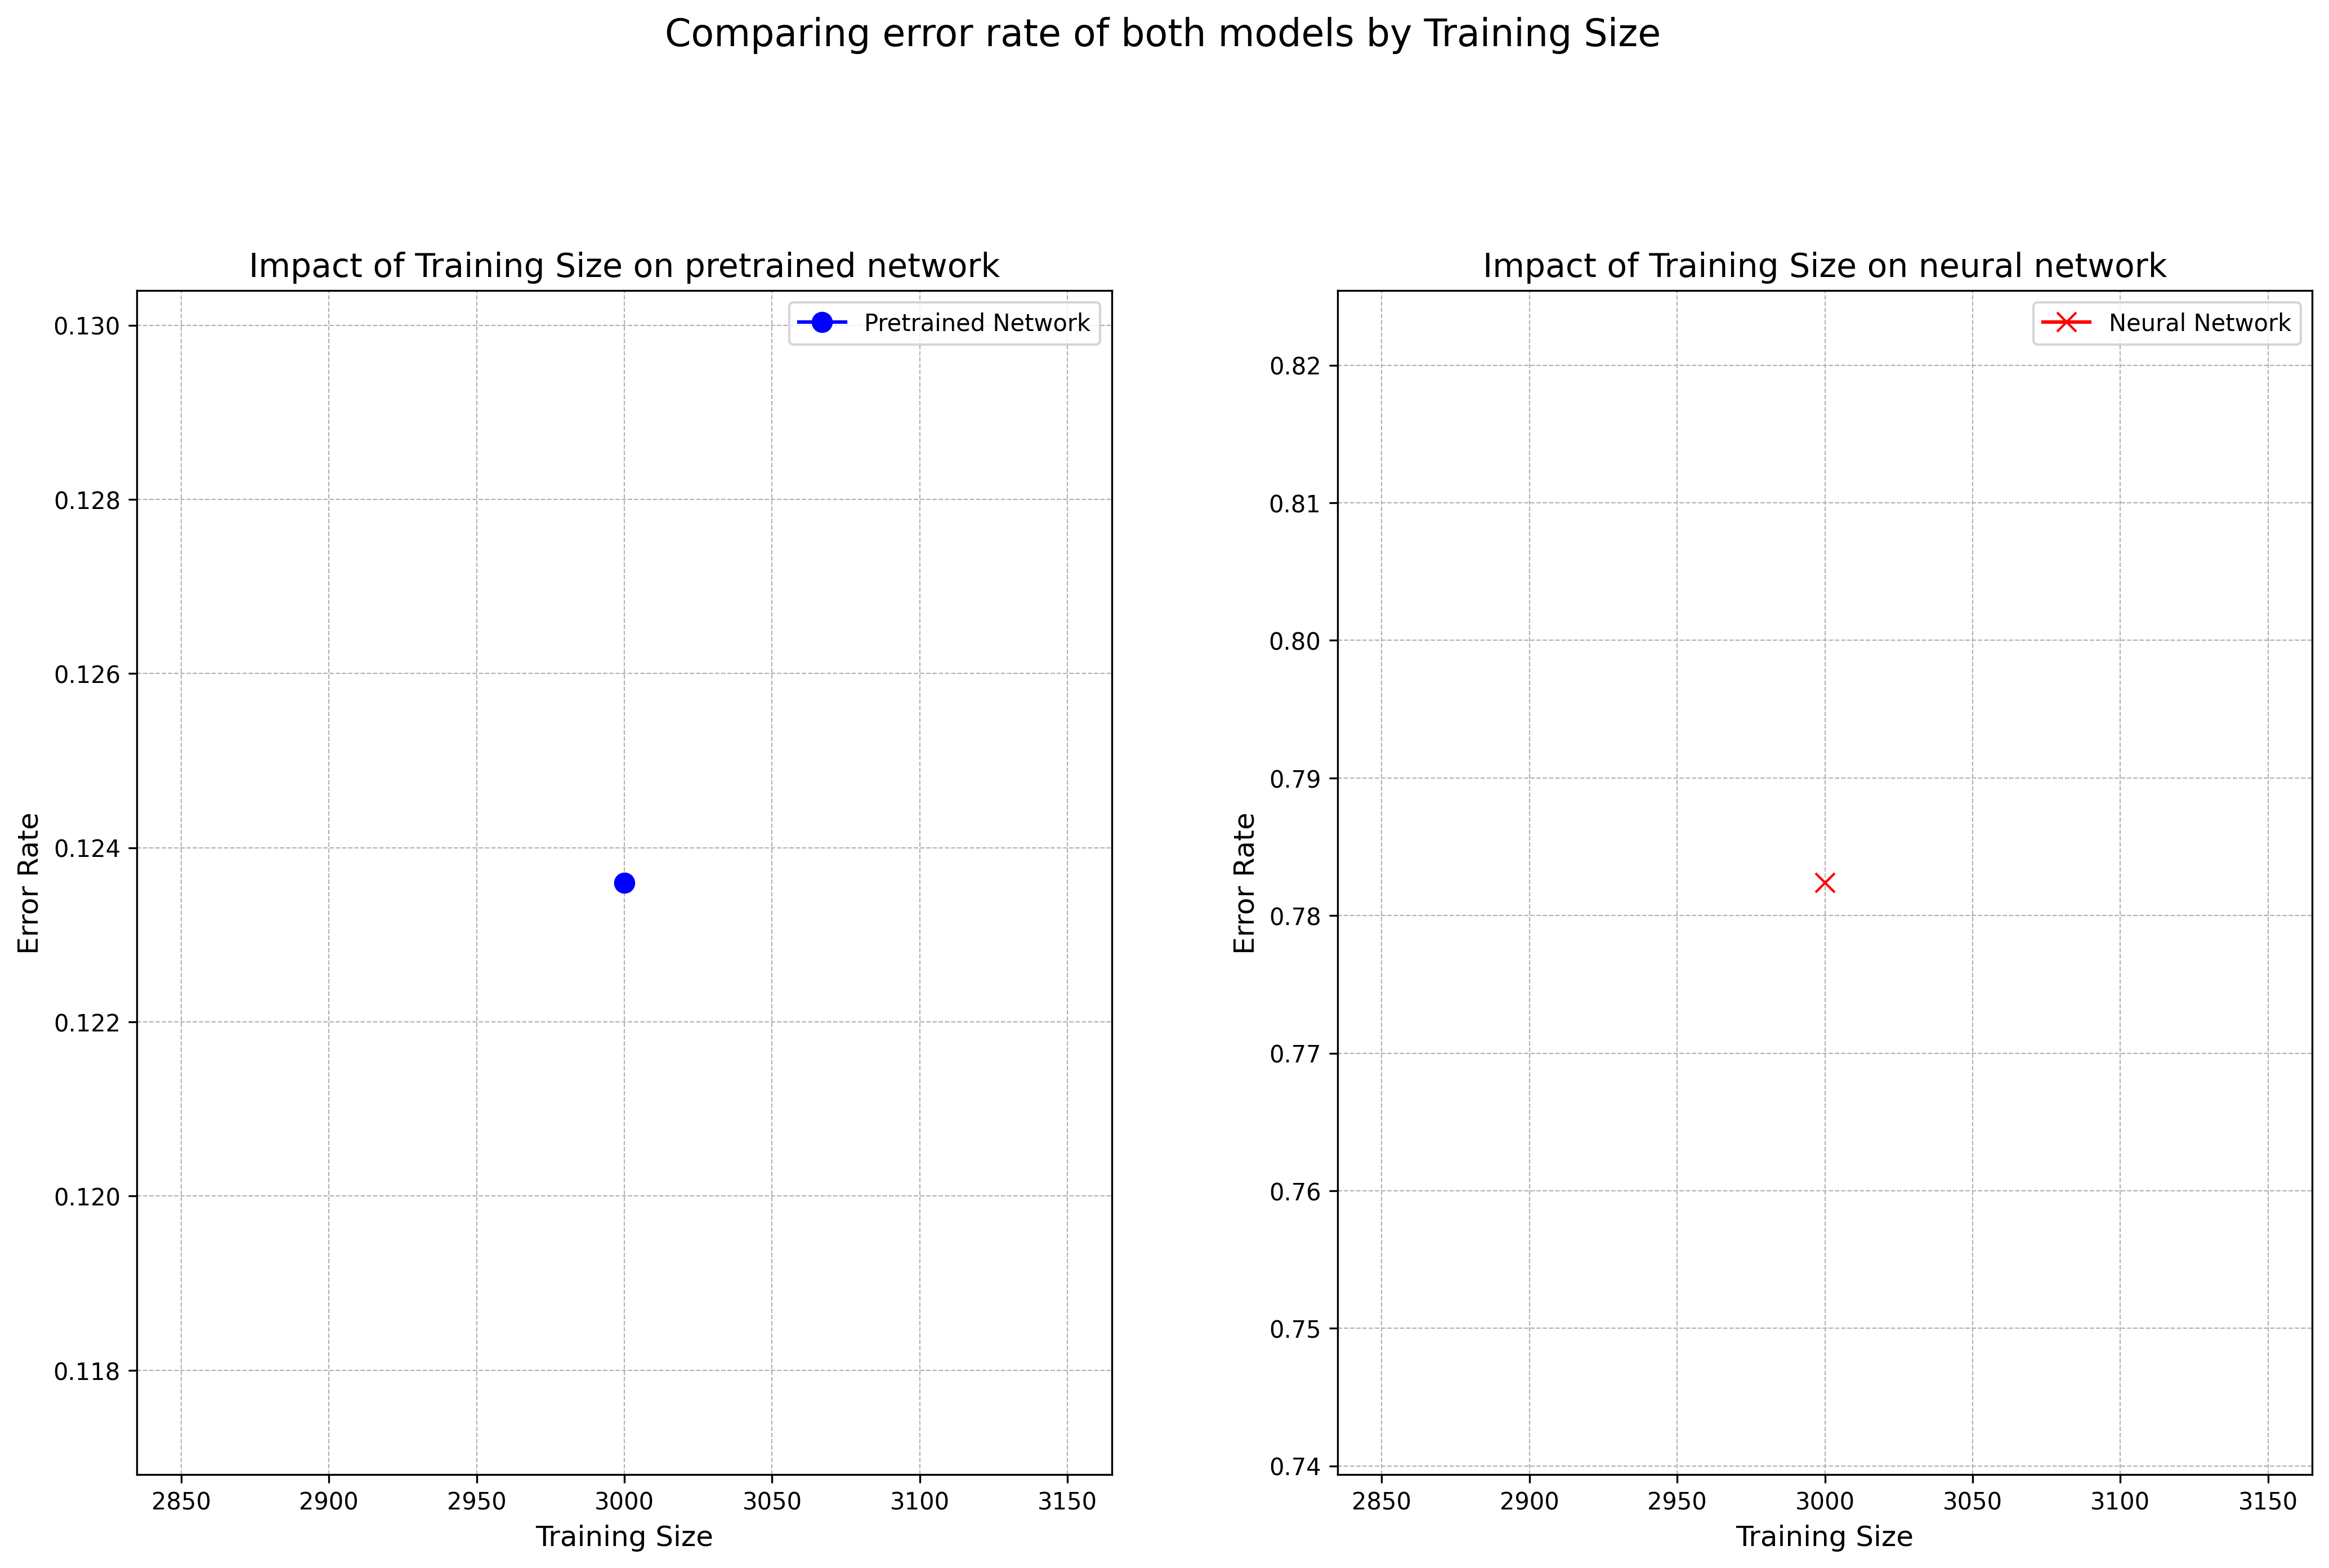 Comparing error rate of both models by Training Size
Impact of Training Size on pretrained network
Pretrained Network
0.130
0.128
0.126
0.124
0.122
0.120
0.118
Error Rate
2850 2900 2950 3000 3050 3100 3150
Training Size
Impact of Training Size on neural network
Neural Network
0.82
0.81
0.80
0.79
0.78
0.77
0.76
0.75
0.74
Error Rate
2850 2900 2950 3000 3050 3100 3150
Training Size